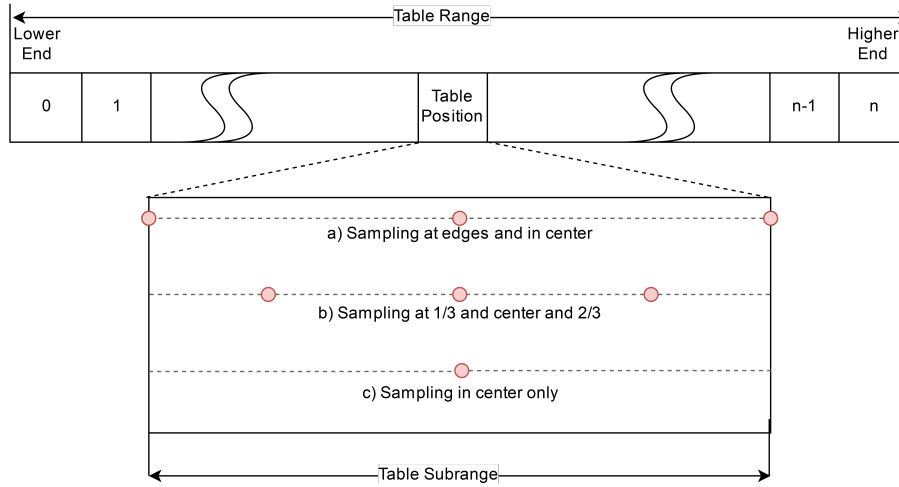 Table Range
Lower
End
Higher
End
0
1
Table
Position
n-1
n
a) Sampling at edges and in center
b) Sampling at 1/3 and center and 2/3
c) Sampling in center only
Table Subrange